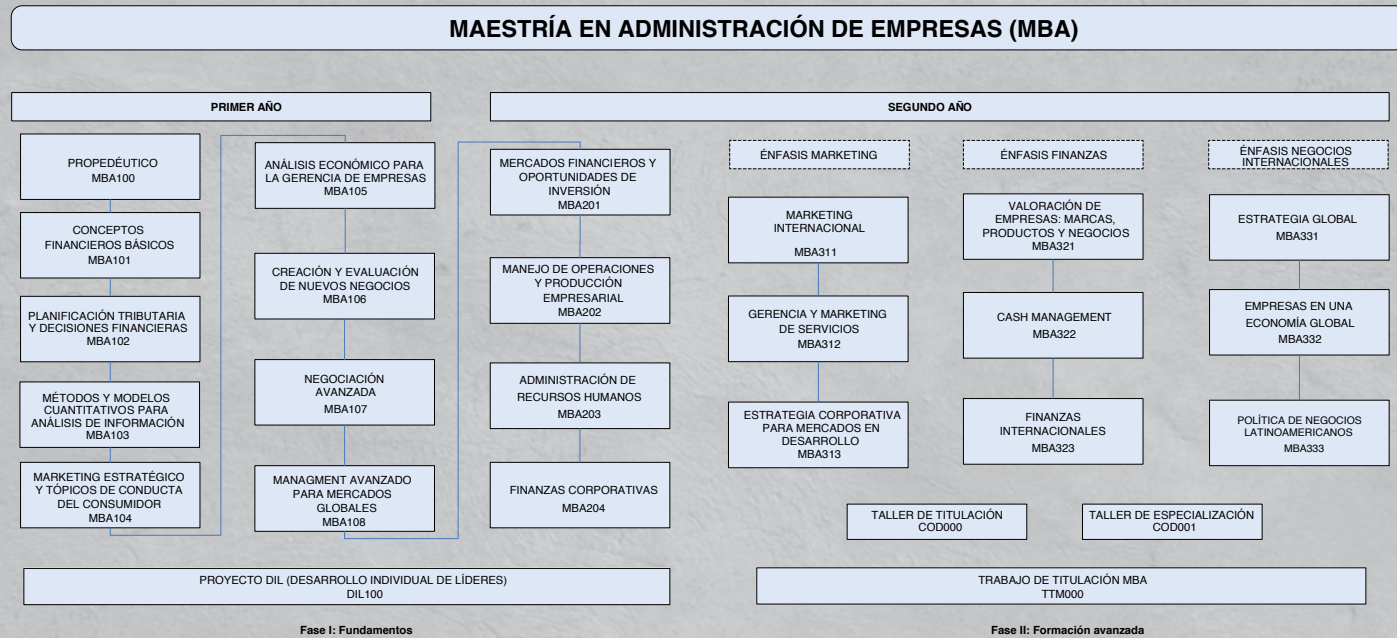 MAESTRÍA EN ADMINISTRACIÓN DE EMPRESAS (MBA)
PRIMER AÑO
PROPEDÉUTICO
MBA100
CONCEPTOS
FINANCIEROS BÁSICOS
MBA101
PLANIFICACIÓN TRIBUTARIA
Y DECISIONES FINANCIERAS
MBA102
MÉTODOS Y MODELOS
CUANTITATIVOS PARA
ANÁLISIS DE INFORMACIÓN
MBA103
MARKETING ESTRATÉGICO
Y TÓPICOS DE CONDUCTA
DEL CONSUMIDOR
MBA104
ANÁLISIS ECONÓMICO PARA
LA GERENCIA DE EMPRESAS
MBA105
CREACIÓN Y EVALUACIÓN
DE NUEVOS NEGOCIOS
MBA106
NEGOCIACIÓN
AVANZADA
MBA107
MANAGMENT AVANZADO
PARA MERCADOS
GLOBALES
MBA108
SEGUNDO AÑO
MERCADOS FINANCIEROS Y
OPORTUNIDADES DE
INVERSIÓN
MBA201
MANEJO DE OPERACIONES
Y PRODUCCIÓN
EMPRESARIAL
MBA202
ADMINISTRACIÓN DE
RECURSOS HUMANOS
MBA203
FINANZAS CORPORATIVAS
MBA204
ÉNFASIS MARKETING
MARKETING
INTERNACIONAL
MBA311
GERENCIA Y MARKETING
DE SERVICIOS
MBA312
ESTRATEGIA CORPORATIVA
PARA MERCADOS EN
DESARROLLO
MBA313
ÉNFASIS FINANZAS
VALORACIÓN DE
EMPRESAS: MARCAS,
PRODUCTOS Y NEGOCIOS
MBA321
CASH MANAGEMENT
MBA322
FINANZAS
INTERNACIONALES
MBA323
ÉNFASIS NEGOCIOS
INTERNACIONALES
ESTRATEGIA GLOBAL
MBA331
EMPRESAS EN UNA
ECONOMÍA GLOBAL
MBA332
POLÍTICA DE NEGOCIOS
LATINOAMERICANOS
MBA333
TALLER DE TITULACIÓN
COD000
TALLER DE ESPECIALIZACIÓN
COD001
PROYECTO DIL (DESARROLLO INDIVIDUAL DE LÍDERES)
DIL100
TRABAJO DE TITULACIÓN MBA
TTM000
Fase I: Fundamentos
Fase II: Formación avanzada